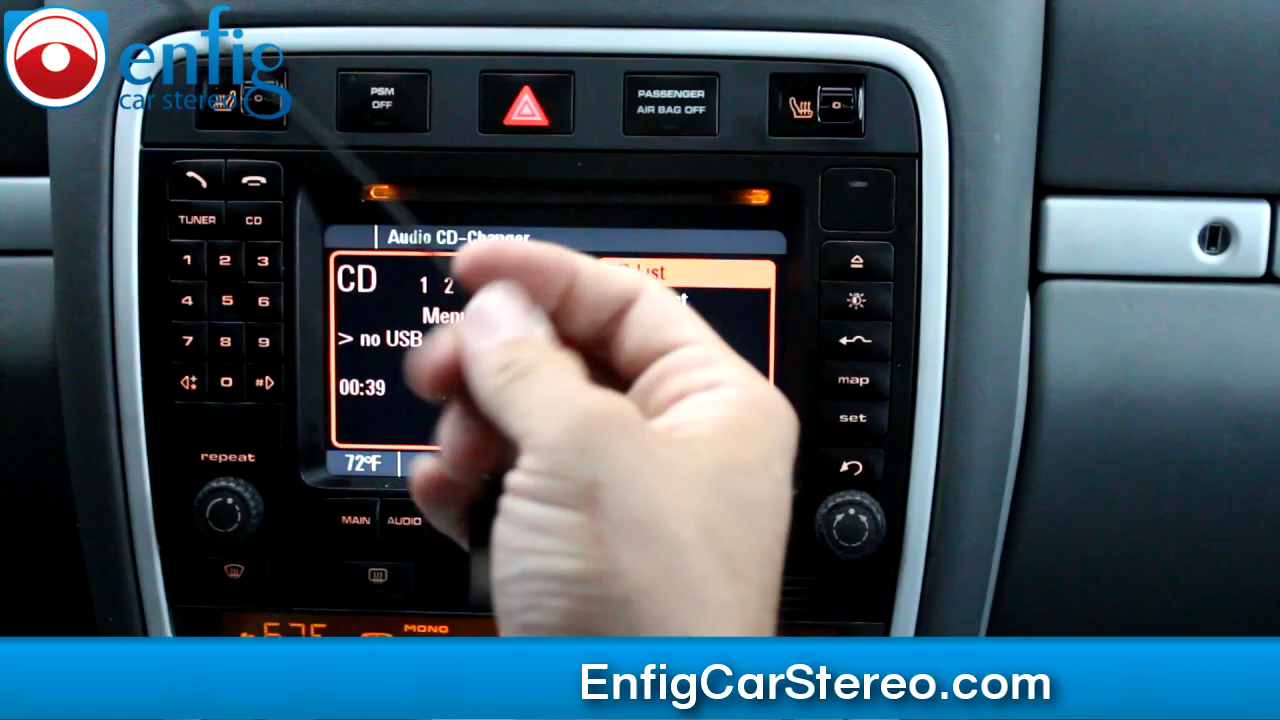 enfig
car stereo
PSM
OFF
PASSENGER
AIR BAG OFF
TUNER
CD
Audio CD-Changer
CD
1 2
List
Menu
> no USB
00:39
1 2 3
4 5 6
7 8 9
0 #
map
set
72°F
repeat
MAIN
AUDIO
MONO
EnfigCarStereo.com